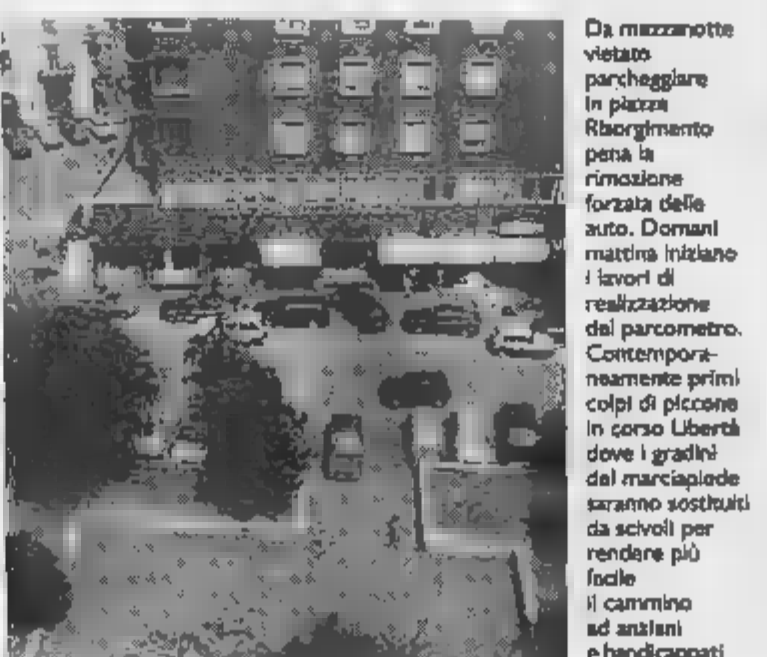 Da mezzanotte
vietato
parcheggiare
in piazza
Risorgimento
pena la
rimozione
forzata delle
auto. Domani
mattina iniziano
i lavori di
realizzazione
del parcometro.
Contempora-
neamente primi
colpi di piccone
in corso Libertà
dove i gradini
del marciapiede
saranno sostituiti
da scivoli per
rendere più
facile
il cammino
ad anziani
e handicappati